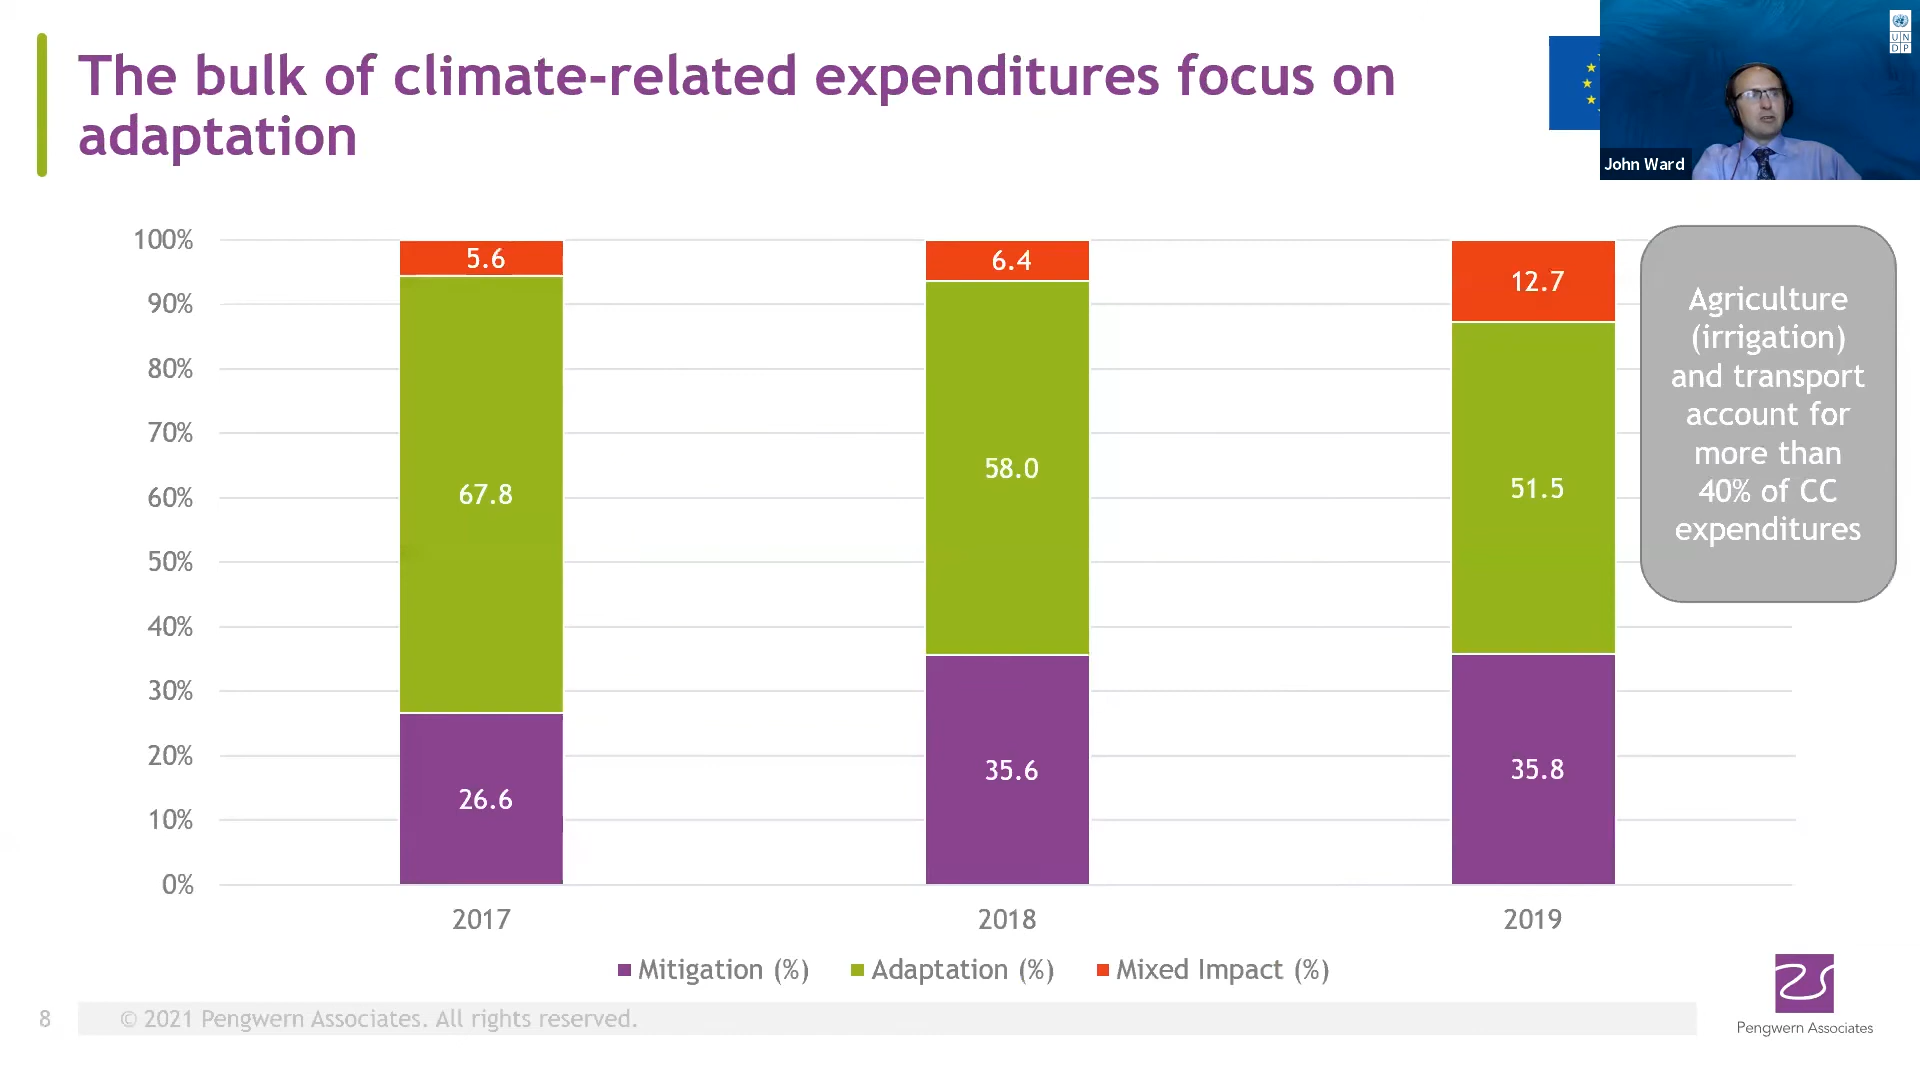 The bulk of climate-related expenditures focus on
adaptation
UN
DP
John Ward
100%
90%
80%
70%
60%
50%
40%
30%
20%
10%
0%
5.6
67.8
26.6
6.4
58.0
35.6
12.7
51.5
35.8
2017
2018
2019
Agriculture
(irrigation)
and transport
account for
more than
40% of CC
expenditures
Mitigation (%) Adaptation (%) Mixed Impact (%)
8 © 2021 Pengwern Associates. All rights reserved.
Pengwern Associates